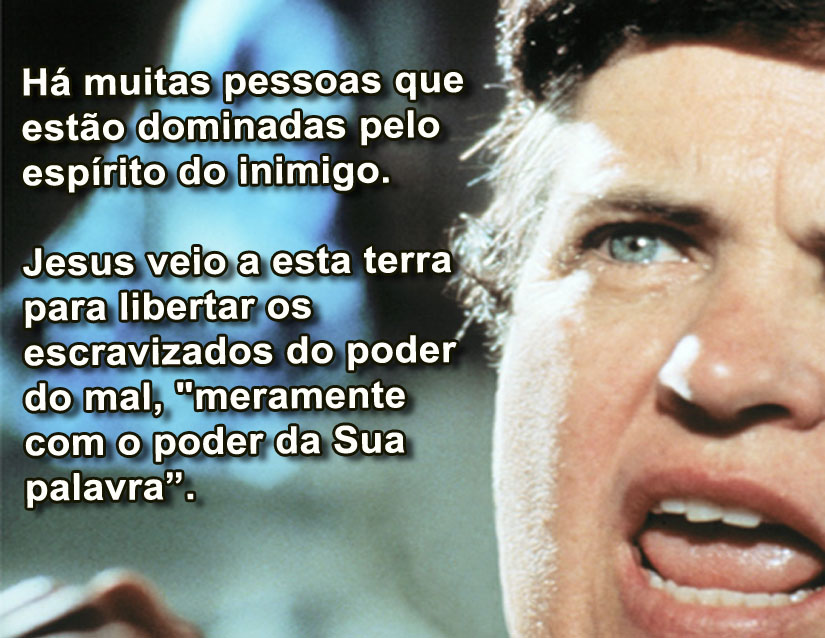 Há muitas pessoas que
estão dominadas pelo
espírito do inimigo.
Jesus veio a esta terra
para libertar os
escravizados do poder
do mal, "meramente
com o poder da Sua
palavra”.